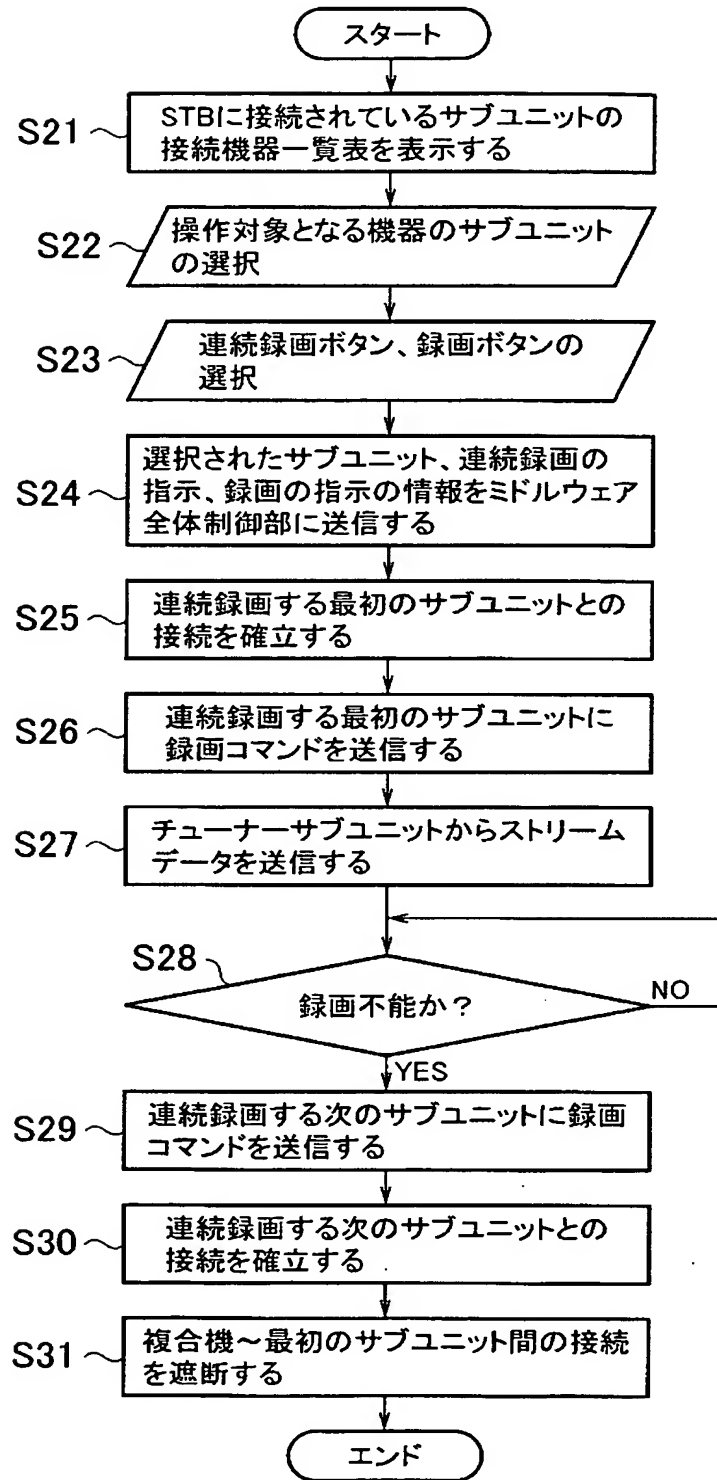 スタート
S21
STBに接続されているサブユニットの
接続機器一覧表を表示する
S22
操作対象となる機器のサブユニット
の選択
S23
連続録画ボタン、録画ボタンの
選択
S24
選択されたサブユニット、連続録画の
指示、録画の指示の情報をミドルウェア
全体制御部に送信する
S25
連続録画する最初のサブユニットとの
接続を確立する
S26
連続録画する最初のサブユニットに
録画コマンドを送信する
S27
チューナーサブユニットからストリーム
データを送信する
S28
録画不能か？
NO
YES
S29
連続録画する次のサブユニットに録画
コマンドを送信する
S30
連続録画する次のサブユニットとの
接続を確立する
S31
複合機～最初のサブユニット間の接続
を遮断する
エンド